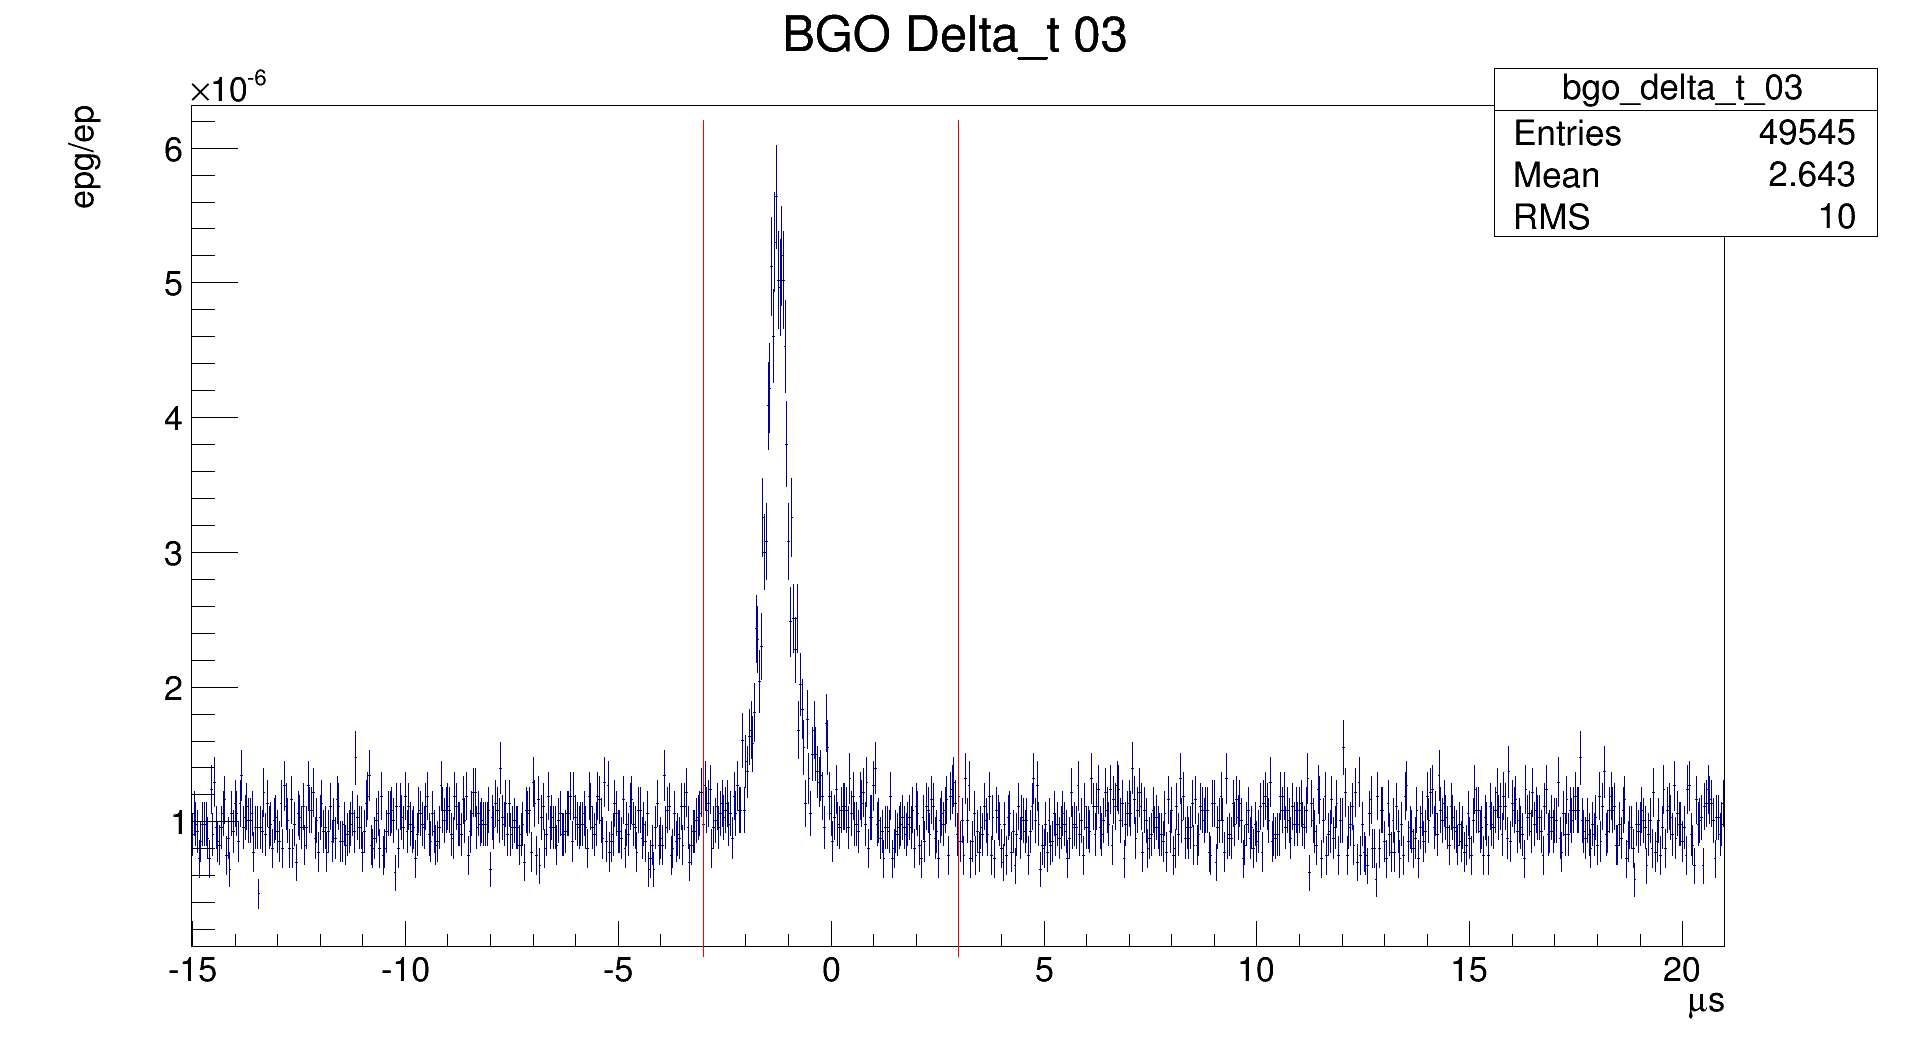 BGO Delta_t 03
×10-6
epg/ep
bgo_delta_t_03
Entries 49545
Mean 2.643
RMS 10
6
5
4
3
2
1
-15 -10 -5 0 5 10 15 20
μs